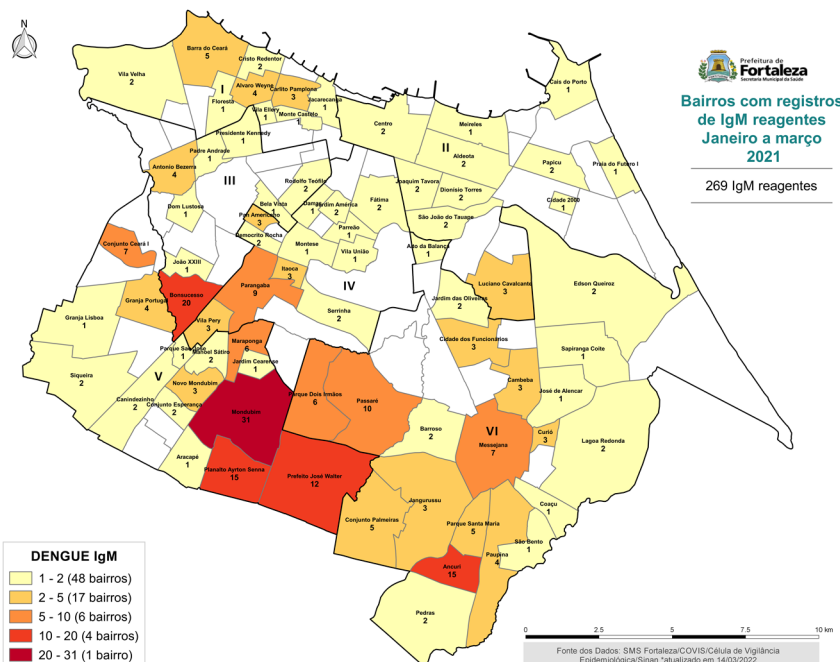 N
Prefeitura de
Fortaleza
Secretaria Municipal da Saúde
Bairros com registros
de IgM reagentes
Janeiro a março
2021
269 IgM reagentes
Barra do Ceará
5
Cristo Redentor
2
Vila Velha
2
I
Alvaro Weyne
4
Carlito Pamplona
3
Floresta
1
Jacarecanga
1
Vila Ellery
1
Monte Castelo
1
Presidente Kennedy
1
Padre Andrade
1
Antonio Bezerra
4
Cais do Porto
1
Centro
2
Meireles
1
II
Aldeota
2
Papicu
2
Praia do Futuro I
1
III
Rodolfo Teófilo
2
Joaquim Tavora
2
Dionísio Torres
2
Cidade 2000
1
Dom Lustosa
1
Bela Vista
1
Damas
1
Jardim América
2
Fátima
2
Pan Americano
3
São João do Tauape
2
Parreão
1
Democrito Rocha
2
Montese
1
Vila União
1
Alto da Balança
1
Conjunto Ceará I
7
João XXIII
1
Itaoca
3
Parangaba
9
IV
Luciano Cavalcante
3
Edson Queiroz
2
Granja Portugal
4
Bonsucesso
20
Jardim das Oliveiras
2
Granja Lisboa
1
Vila Pery
3
Serrinha
2
Maraponga
6
Cidade dos Funcionários
3
Parque São José
1
Manoel Sátiro
2
Sapiranga Coite
1
Jardim Cearense
1
Siqueira
2
V
Novo Mondubim
3
Cambeba
3
José de Alencar
1
Canindezinho
2
Conjunto Esperança
2
Mondubim
31
Parque Dois Irmãos
6
Passaré
10
Barroso
2
VI
Messejana
7
Curió
3
Lagoa Redonda
2
Aracapé
1
Planalto Ayrton Senna
15
Prefeito José Walter
12
Jangurussu
3
Coaçu
1
Conjunto Palmeiras
5
Parque Santa Maria
5
São Bento
1
Paupina
4
Ancuri
15
Pedras
2
DENGUE IgM
1 - 2 (48 bairros)
2 - 5 (17 bairros)
5 - 10 (6 bairros)
10 - 20 (4 bairros)
20 - 31 (1 bairro)
0 2.5 5 7.5 10 km
Fonte dos Dados: SMS Fortaleza/COVIS/Célula de Vigilância
Epidemiológica/Sinan *atualizado em 14/03/2022